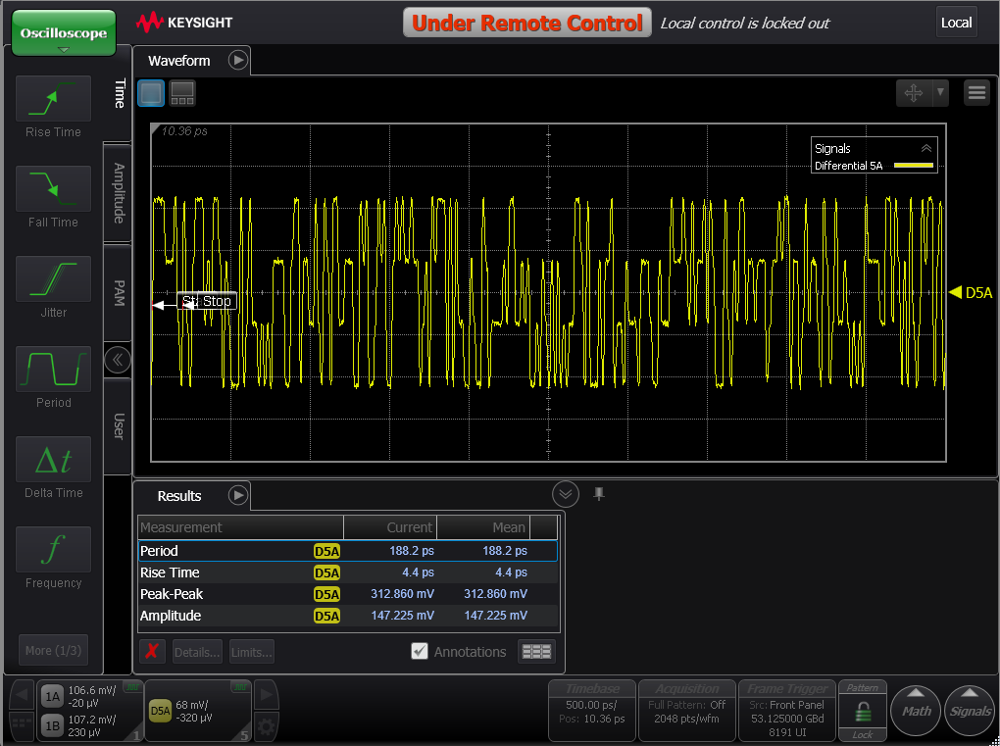 Oscilloscope
KEYSIGHT
Under Remote Control
Local control is locked out
Local
Waveform
Time
Rise Time
Amplitude
Fall Time
PAM
Jitter
Period
User
Delta Time
Frequency
More (1/3)
10.36 ps
Signals
Differential 5A
Stop
D5A
Results
Measurement Current Mean
Period D5A 188.2 ps 188.2 ps
Rise Time D5A 4.4 ps 4.4 ps
Peak-Peak D5A 312.860 mV 312.860 mV
Amplitude D5A 147.225 mV 147.225 mV
Details... Limits... Annotations
1A 106.6 mV/
-20 µV
1B 107.2 mV/
230 µV
1
D5A 68 mV/
-320 µV
5
Timebase
500.00 ps/
Pos: 10.36 ps
Acquisition
Full Pattern: Off
2048 pts/wfm
Frame Trigger
Src: Front Panel
53.125000 GBd
8191 UI
Pattern
Lock
Math
Signals